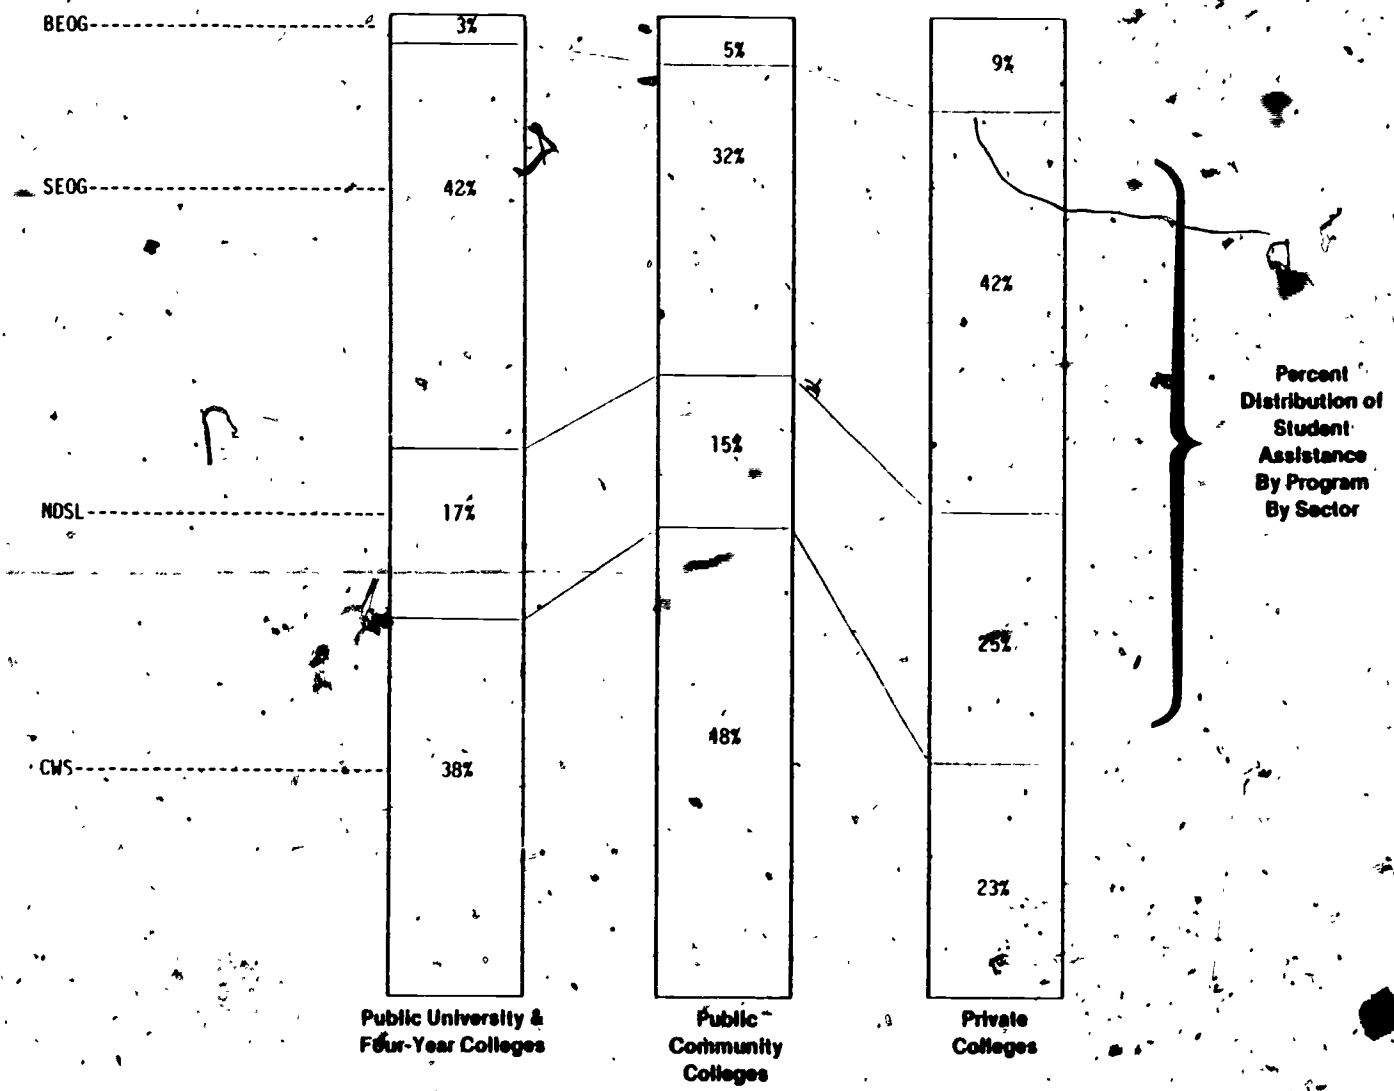 BEOG
3%
5%
9%
SEOG
42%
32%
42%
NDSL
17%
15%
25%
CWS
38%
48%
23%
Percent
Distribution of
Student
Assistance
By Program
By Sector
Public University &
Four-Year Colleges
Public
Community
Colleges
Private
Colleges